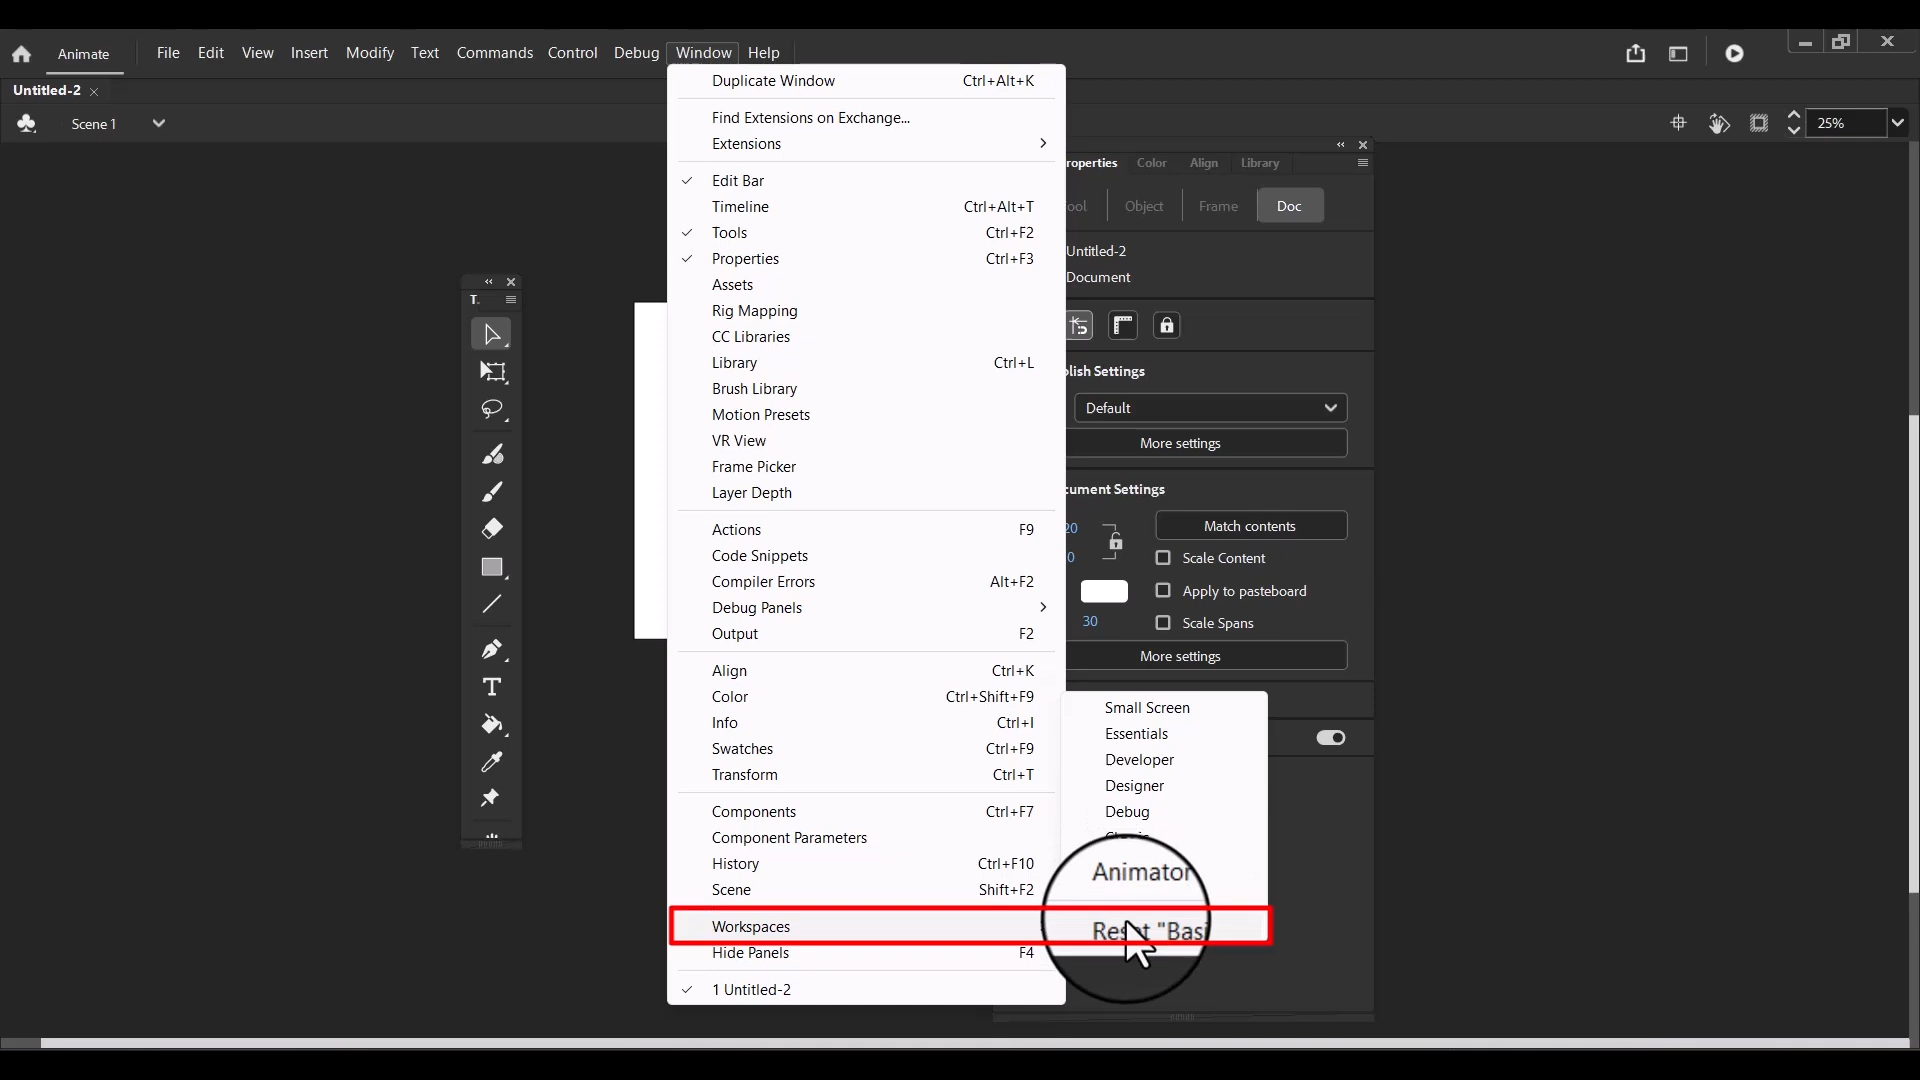 Animate
File Edit View Insert Modify Text Commands Control Debug Window Help
Untitled-2
Scene 1
25%
Duplicate Window Ctrl+Alt+K
Find Extensions on Exchange...
Extensions
Edit Bar
Timeline Ctrl+Alt+T
Tools Ctrl+F2
Properties Ctrl+F3
Assets
Rig Mapping
CC Libraries
Library Ctrl+L
Brush Library
Motion Presets
VR View
Frame Picker
Layer Depth
Actions F9
Code Snippets
Compiler Errors Alt+F2
Debug Panels
Output F2
Align Ctrl+K
Color Ctrl+Shift+F9
Info Ctrl+I
Swatches Ctrl+F9
Transform Ctrl+T
Components Ctrl+F7
Component Parameters
History Ctrl+F10
Scene Shift+F2
Workspaces
Hide Panels F4
1 Untitled-2
T.
roperties Color Align Library
ool Object Frame Doc
Untitled-2
Document
lish Settings
Default
More settings
cument Settings
20
Match contents
0
Scale Content
Apply to pasteboard
30
Scale Spans
More settings
Small Screen
Essentials
Developer
Designer
Debug
Animator
Reset "Basi